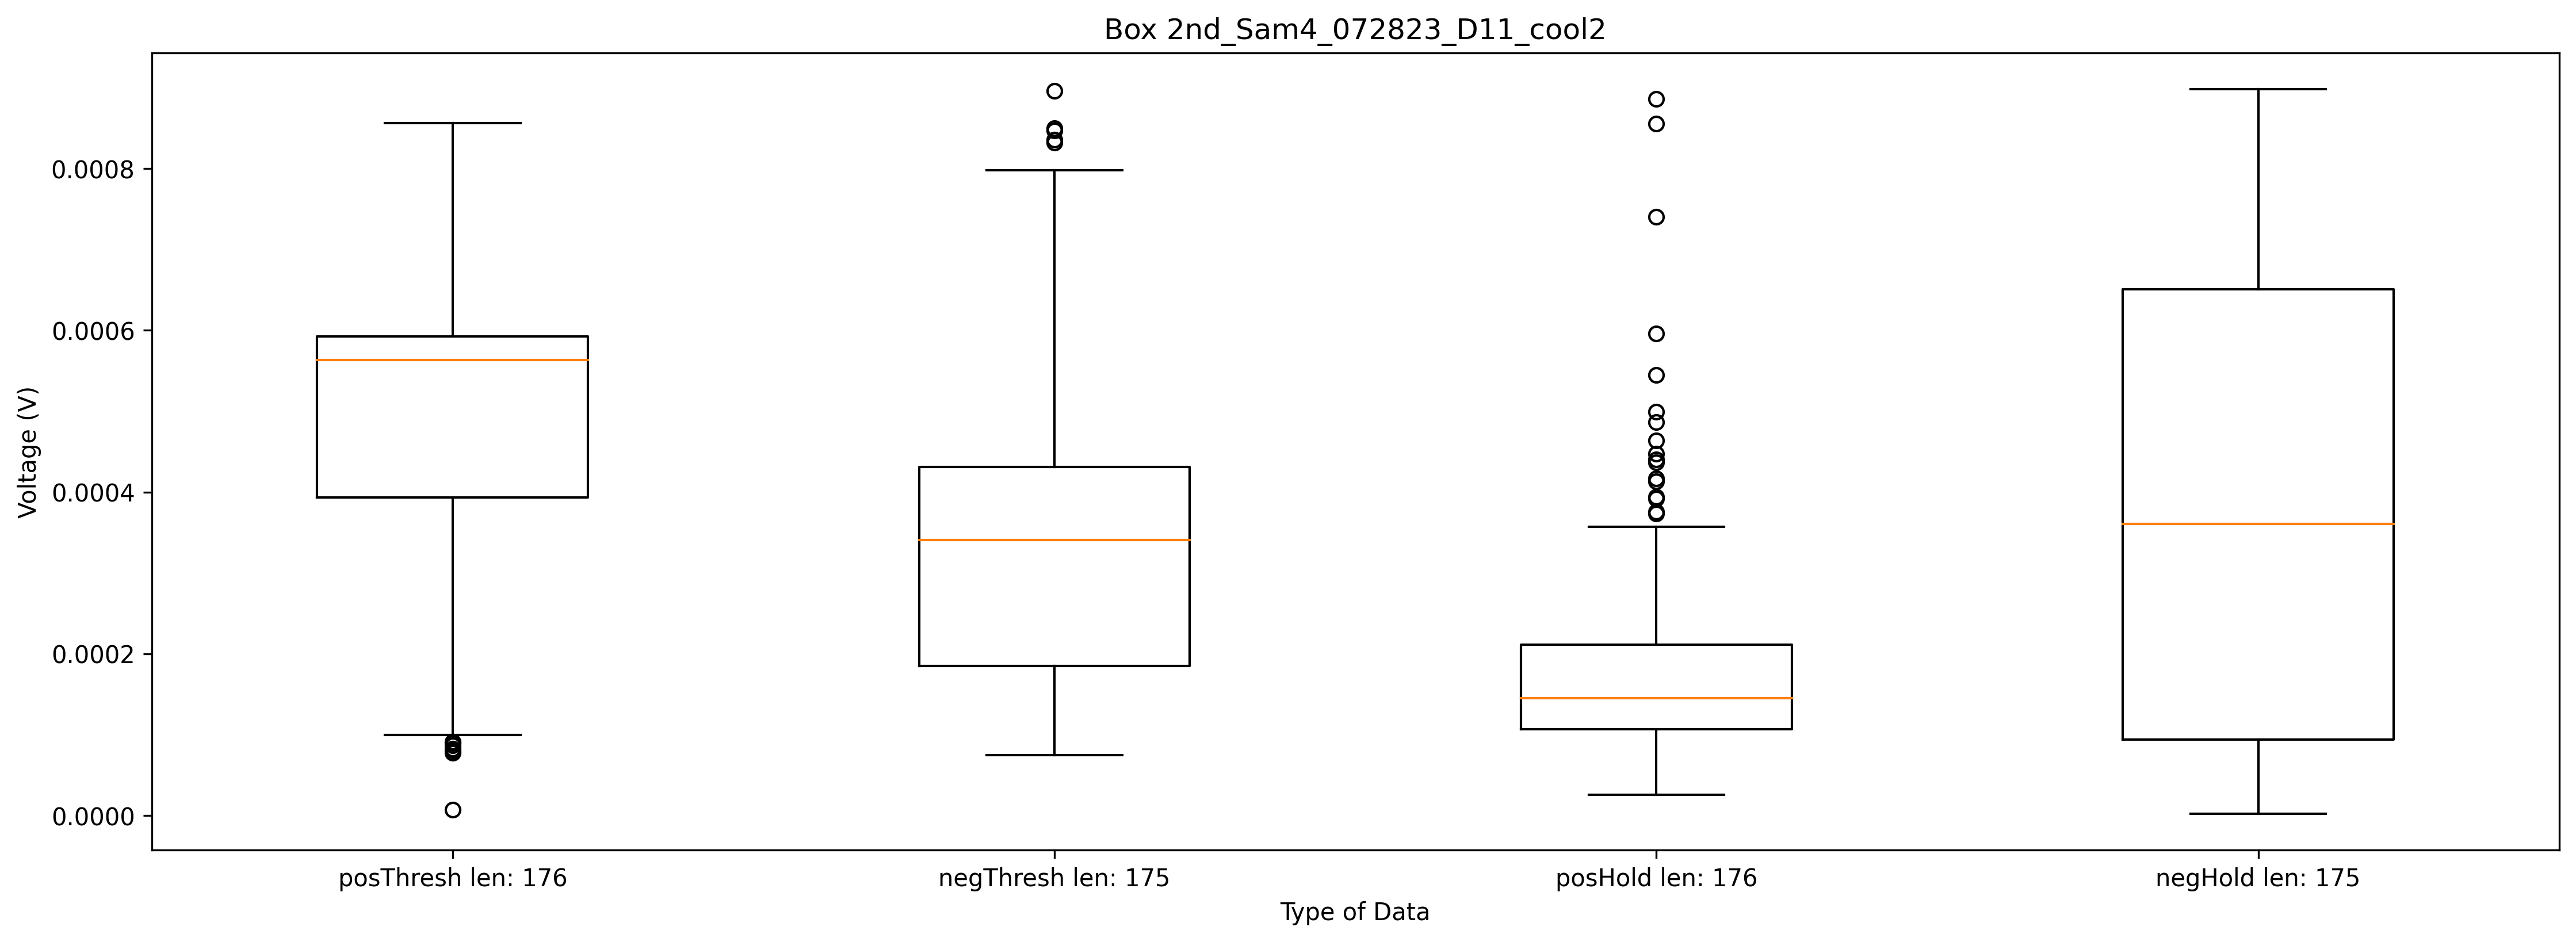 Box 2nd_Sam4_072823_D11_cool2
Voltage (V)
0.0008
0.0006
0.0004
0.0002
0.0000
posThresh len: 176
negThresh len: 175
posHold len: 176
negHold len: 175
Type of Data